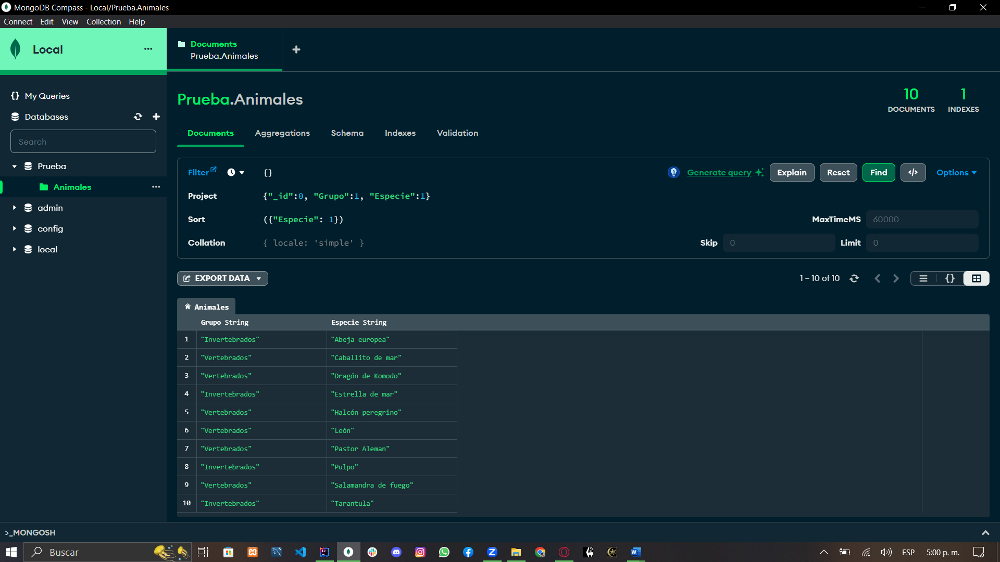 MongoDB Compass - Local/Prueba.Animales
Connect Edit View Collection Help
Local
Documents
Prueba.Animales
My Queries
Databases
Search
Prueba
Animales
admin
config
local
Prueba.Animales
10
DOCUMENTS
1
INDEXES
Documents Aggregations Schema Indexes Validation
Filter {} Generate query Explain Reset Find </> Options
Project {"_id":0, "Grupo":1, "Especie":1}
Sort ({"Especie": 1}) MaxTimeMS 60000
Collation { locale: 'simple' } Skip 0 Limit 0
EXPORT DATA 1 – 10 of 10 {}
Animales
Grupo String Especie String
1 "Invertebrados" "Abeja europea"
2 "Vertebrados" "Caballito de mar"
3 "Vertebrados" "Dragón de Komodo"
4 "Invertebrados" "Estrella de mar"
5 "Vertebrados" "Halcón peregrino"
6 "Vertebrados" "León"
7 "Vertebrados" "Pastor Aleman"
8 "Invertebrados" "Pulpo"
9 "Vertebrados" "Salamandra de fuego"
10 "Invertebrados" "Tarantula"
>_MONGOSH
Buscar ESP 5:00 p. m.